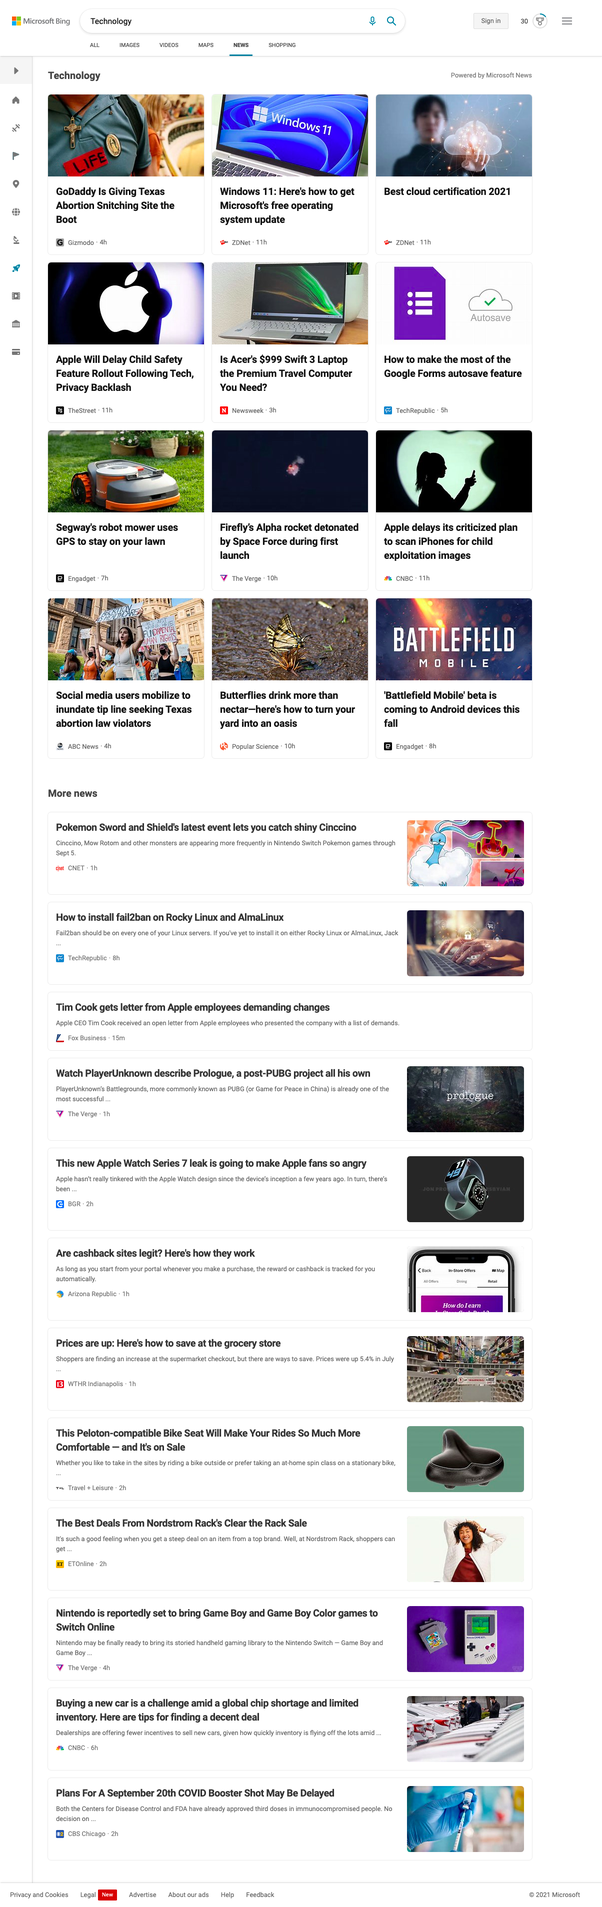 Microsoft Bing
Technology
Sign in
30
ALL
IMAGES
VIDEOS
MAPS
NEWS
SHOPPING
Technology
Powered by Microsoft News
LIFE
GoDaddy Is Giving Texas
Abortion Snitching Site the
Boot
Gizmodo · 4h
Windows 11
Windows 11: Here's how to get
Microsoft's free operating
system update
ZDNet · 11h
Best cloud certification 2021
ZDNet · 11h
Apple Will Delay Child Safety
Feature Rollout Following Tech,
Privacy Backlash
TheStreet · 11h
Is Acer's $999 Swift 3 Laptop
the Premium Travel Computer
You Need?
Newsweek · 3h
Autosave
How to make the most of the
Google Forms autosave feature
TechRepublic · 5h
Segway's robot mower uses
GPS to stay on your lawn
Engadget · 7h
Firefly's Alpha rocket detonated
by Space Force during first
launch
The Verge · 10h
Apple delays its criticized plan
to scan iPhones for child
exploitation images
CNBC · 11h
Social media users mobilize to
inundate tip line seeking Texas
abortion law violators
ABC News · 4h
Butterflies drink more than
nectar—here's how to turn your
yard into an oasis
Popular Science · 10h
BATTLEFIELD
MOBILE
'Battlefield Mobile' beta is
coming to Android devices this
fall
Engadget · 8h
More news
Pokemon Sword and Shield's latest event lets you catch shiny Cinccino
Cinccino, Mow Rotom and other monsters are appearing more frequently in Nintendo Switch Pokemon games through
Sept 5.
CNET · 1h
How to install fail2ban on Rocky Linux and AlmaLinux
Fail2ban should be on every one of your Linux servers. If you've yet to install it on either Rocky Linux or AlmaLinux, Jack
...
TechRepublic · 8h
Tim Cook gets letter from Apple employees demanding changes
Apple CEO Tim Cook received an open letter from Apple employees who presented the company with a list of demands.
Fox Business · 15m
Watch PlayerUnknown describe Prologue, a post-PUBG project all his own
PlayerUnknown's Battlegrounds, more commonly known as PUBG (or Game for Peace in China) is already one of the
most successful ...
The Verge · 1h
prologue
This new Apple Watch Series 7 leak is going to make Apple fans so angry
Apple hasn't really tinkered with the Apple Watch design since the device's inception a few years ago. In turn, there's
been ...
BGR · 2h
Are cashback sites legit? Here's how they work
As long as you start from your portal whenever you make a purchase, the reward or cashback is tracked for you
automatically.
Arizona Republic · 1h
Back
In-Store Offers
Map
All Offers
Dining
Retail
How do I earn
Prices are up: Here's how to save at the grocery store
Shoppers are finding an increase at the supermarket checkout, but there are ways to save. Prices were up 5.4% in July
...
WTHR Indianapolis · 1h
This Peloton-compatible Bike Seat Will Make Your Rides So Much More
Comfortable — and It's on Sale
Whether you like to take in the sites by riding a bike outside or prefer taking an at-home spin class on a stationary bike,
...
Travel + Leisure · 2h
The Best Deals From Nordstrom Rack's Clear the Rack Sale
It's such a good feeling when you get a steep deal on an item from a top brand. Well, at Nordstrom Rack, shoppers can
get ...
ETOnline · 2h
Nintendo is reportedly set to bring Game Boy and Game Boy Color games to
Switch Online
Nintendo may be finally ready to bring its storied handheld gaming library to the Nintendo Switch — Game Boy and
Game Boy ...
The Verge · 4h
Buying a new car is a challenge amid a global chip shortage and limited
inventory. Here are tips for finding a decent deal
Dealerships are offering fewer incentives to sell new cars, given how quickly inventory is flying off the lots amid ...
CNBC · 6h
Plans For A September 20th COVID Booster Shot May Be Delayed
Both the Centers for Disease Control and FDA have already approved third doses in immunocompromised people. No
decision on ...
CBS Chicago · 2h
Privacy and Cookies
Legal
New
Advertise
About our ads
Help
Feedback
© 2021 Microsoft